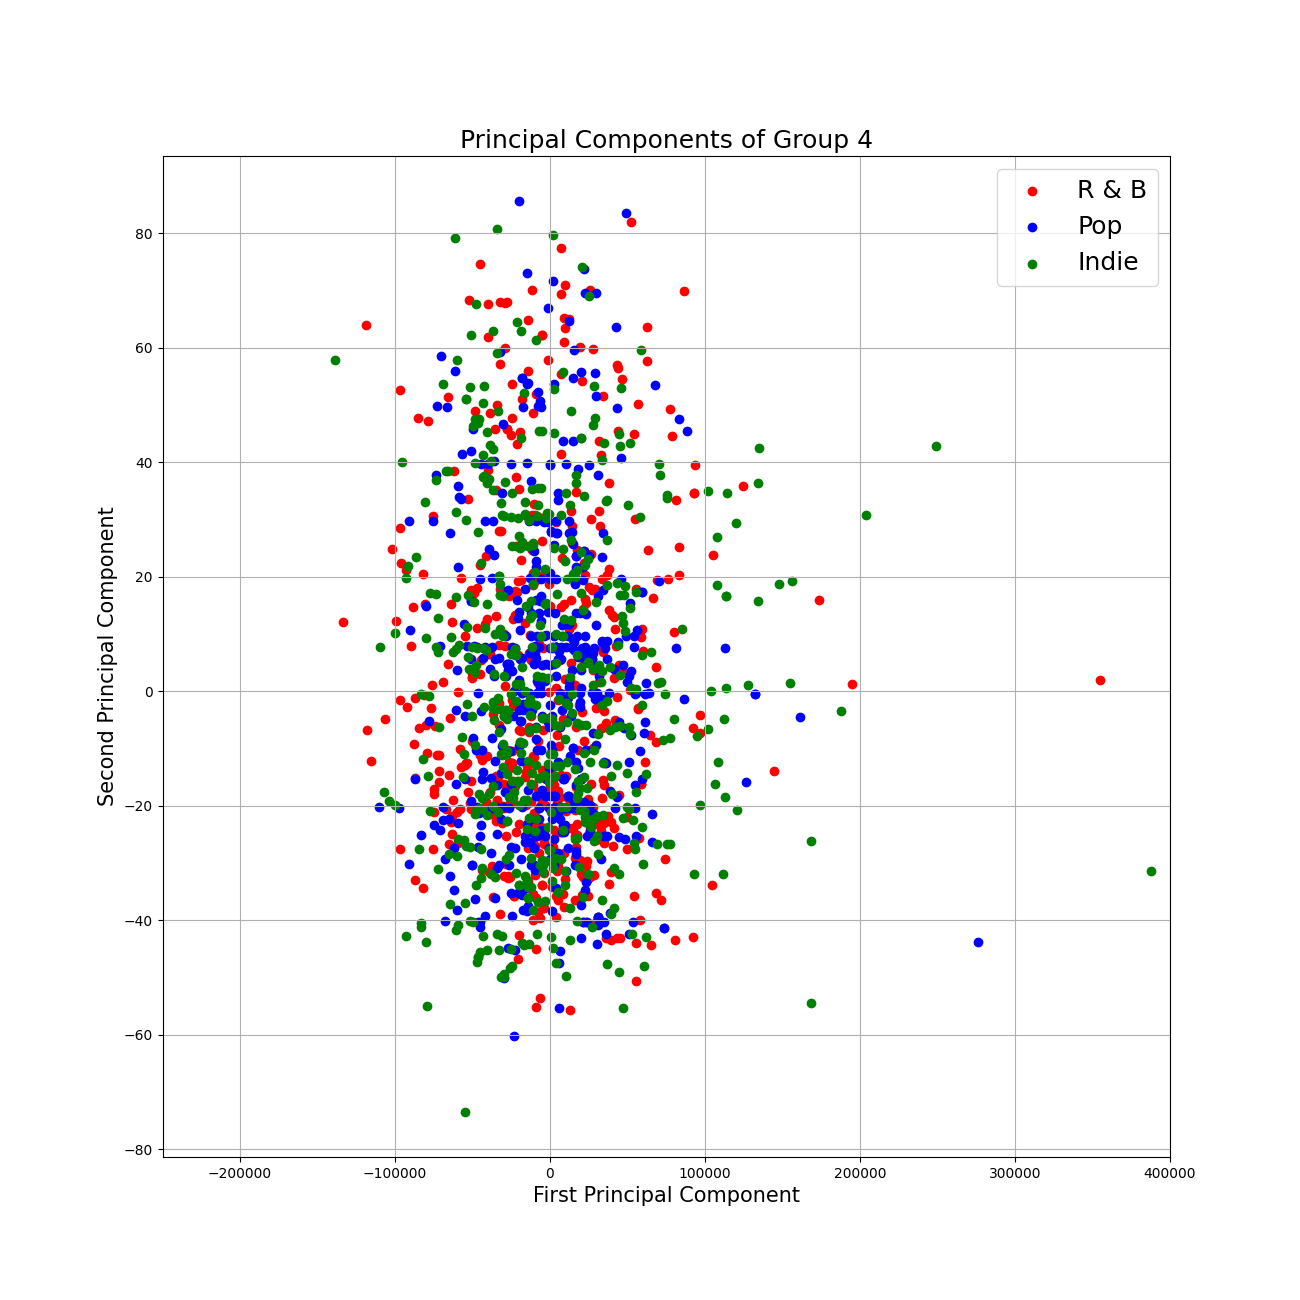 Principal Components of Group 4
R & B
Pop
Indie
80
60
40
20
0
−20
−40
−60
−80
Second Principal Component
−200000 −100000 0 100000 200000 300000 400000
First Principal Component